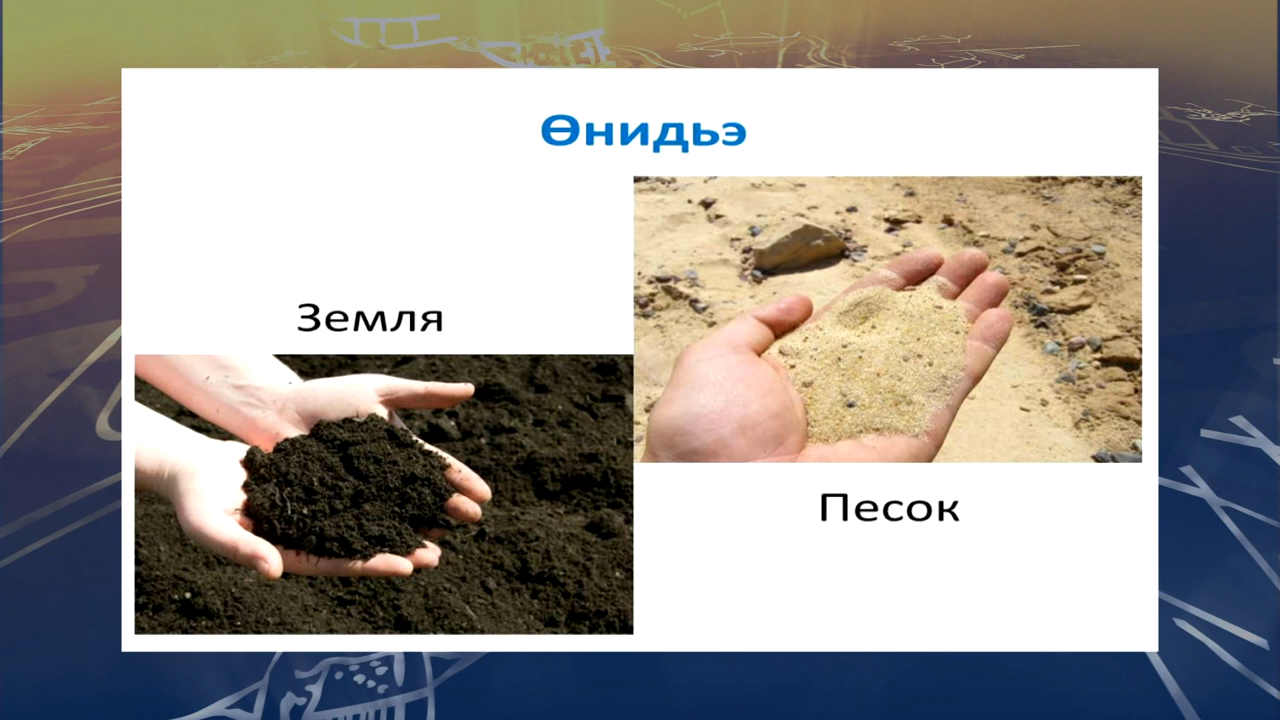 Өнидьэ
Земля
Песок